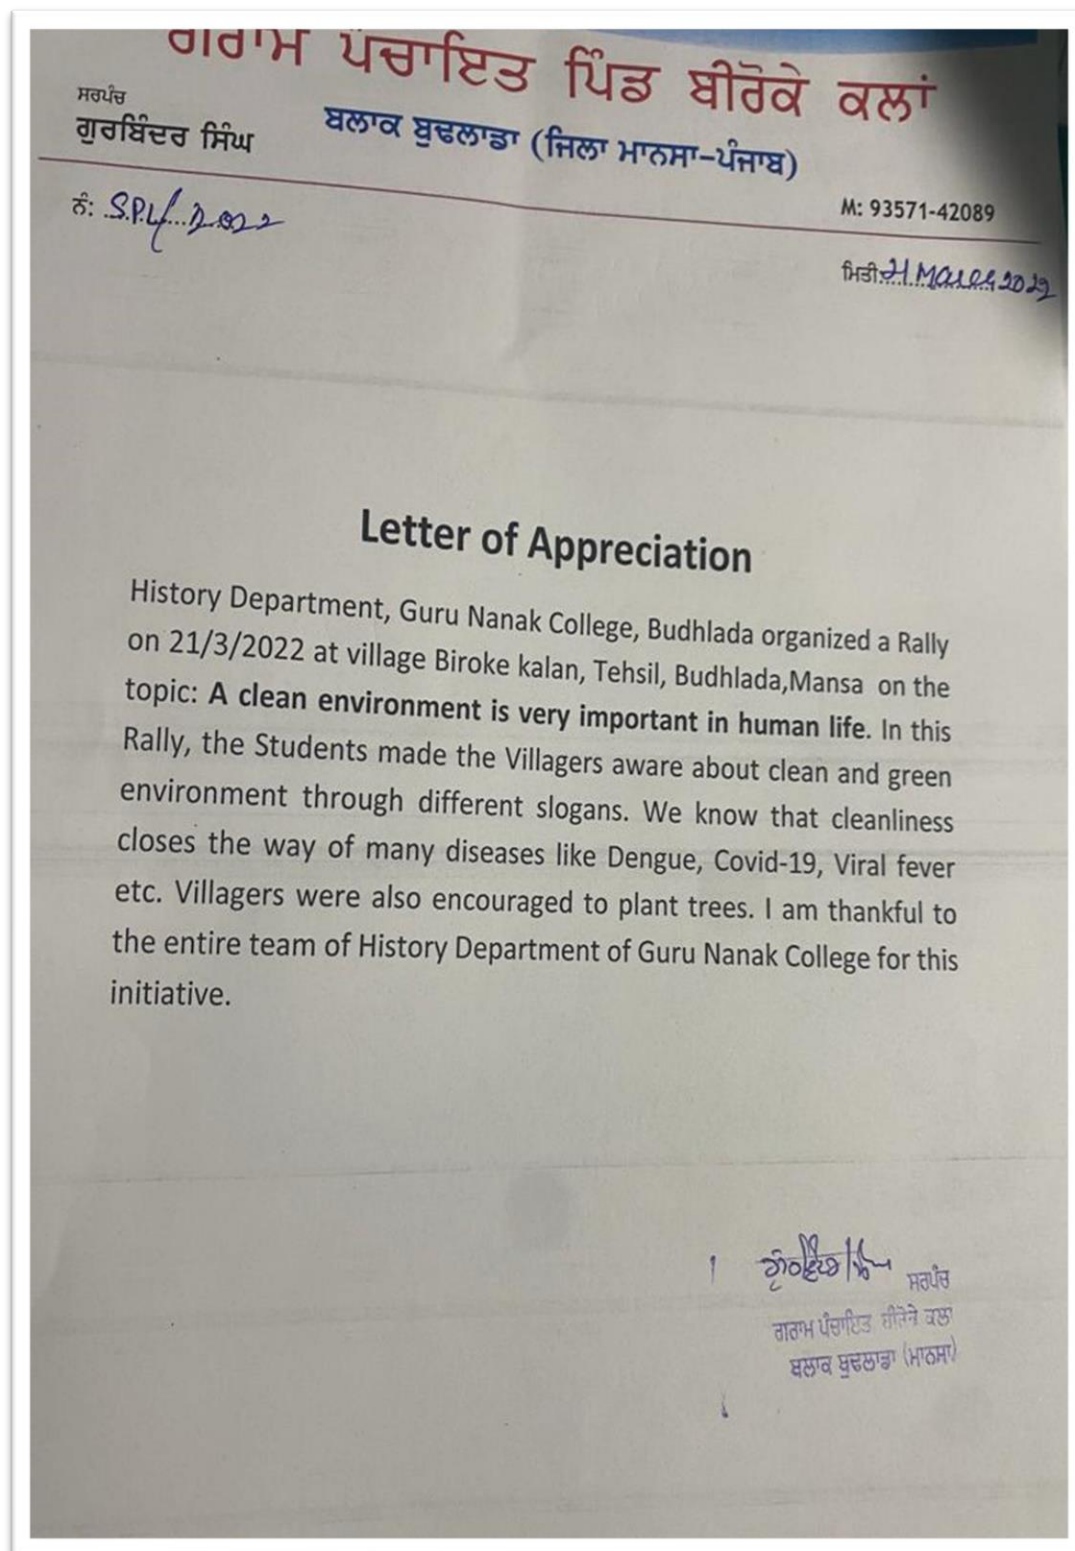 ਗਰਾਮ ਪੰਚਾਇਤ ਪਿੰਡ ਬੀਰੋਕੇ ਕਲਾਂ
ਸਰਪੰਚ
ਗੁਰਬਿੰਦਰ ਸਿੰਘ
ਬਲਾਕ ਬੁਢਲਾਡਾ (ਜਿਲਾ ਮਾਨਸਾ-ਪੰਜਾਬ)
M: 93571-42089
ਨੰ: 2022
ਮਿਤੀ 21 March 2022
Letter of Appreciation
History Department, Guru Nanak College, Budhlada organized a Rally
on 21/3/2022 at village Biroke kalan, Tehsil, Budhlada,Mansa on the
topic: A clean environment is very important in human life. In this
Rally, the Students made the Villagers aware about clean and green
environment through different slogans. We know that cleanliness
closes the way of many diseases like Dengue, Covid-19, Viral fever
etc. Villagers were also encouraged to plant trees. I am thankful to
the entire team of History Department of Guru Nanak College for this
initiative.
ਸਰਪੰਚ
ਗਰਾਮ ਪੰਚਾਇਤ ਬੀਰੋਕੇ ਕਲਾਂ
ਬਲਾਕ ਬੁਢਲਾਡਾ (ਮਾਨਸਾ)